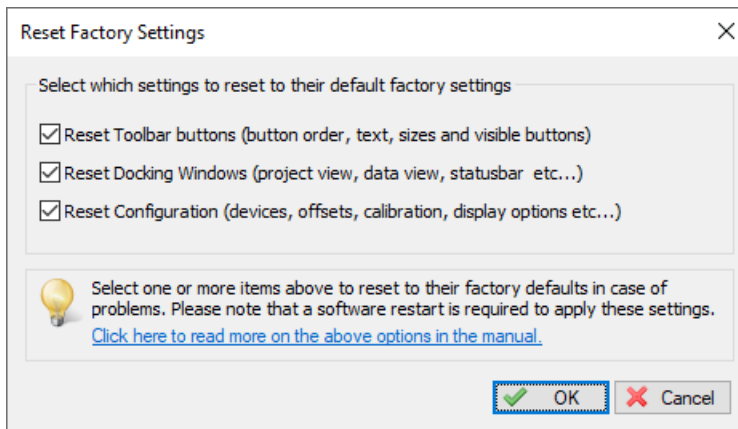 Reset Factory Settings
Select which settings to reset to their default factory settings
Reset Toolbar buttons (button order, text, sizes and visible buttons)
Reset Docking Windows (project view, data view, statusbar  etc...)
Reset Configuration (devices, offsets, calibration, display options etc...)
Select one or more items above to reset to their factory defaults in case of
problems. Please note that a software restart is required to apply these settings.
Click here to read more on the above options in the manual.
OK Cancel